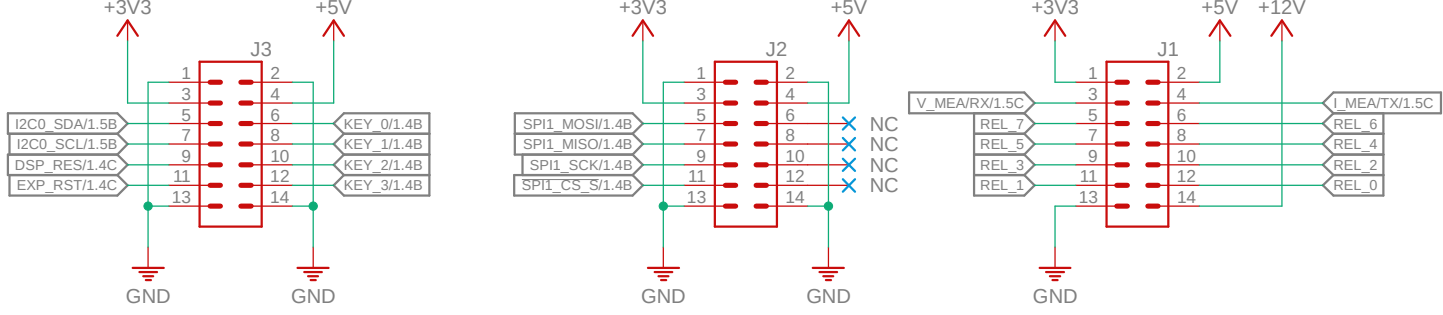 +3V3 +5V +3V3 +5V +3V3 +5V +12V
J3 J2 J1
1 2 1 2 1 2
3 4 3 4 V_MEA/RX/1.5C 3 4 I_MEA/TX/1.5C
I2C0_SDA/1.5B 5 6 KEY_0/1.4B SPI1_MOSI/1.4B 5 6 NC REL_7 5 6 REL_6
I2C0_SCL/1.5B 7 8 KEY_1/1.4B SPI1_MISO/1.4B 7 8 NC REL_5 7 8 REL_4
DSP_RES/1.4C 9 10 KEY_2/1.4B SPI1_SCK/1.4B 9 10 NC REL_3 9 10 REL_2
EXP_RST/1.4C 11 12 KEY_3/1.4B SPI1_CS_S/1.4B 11 12 NC REL_1 11 12 REL_0
13 14 13 14 13 14
GND GND GND GND GND